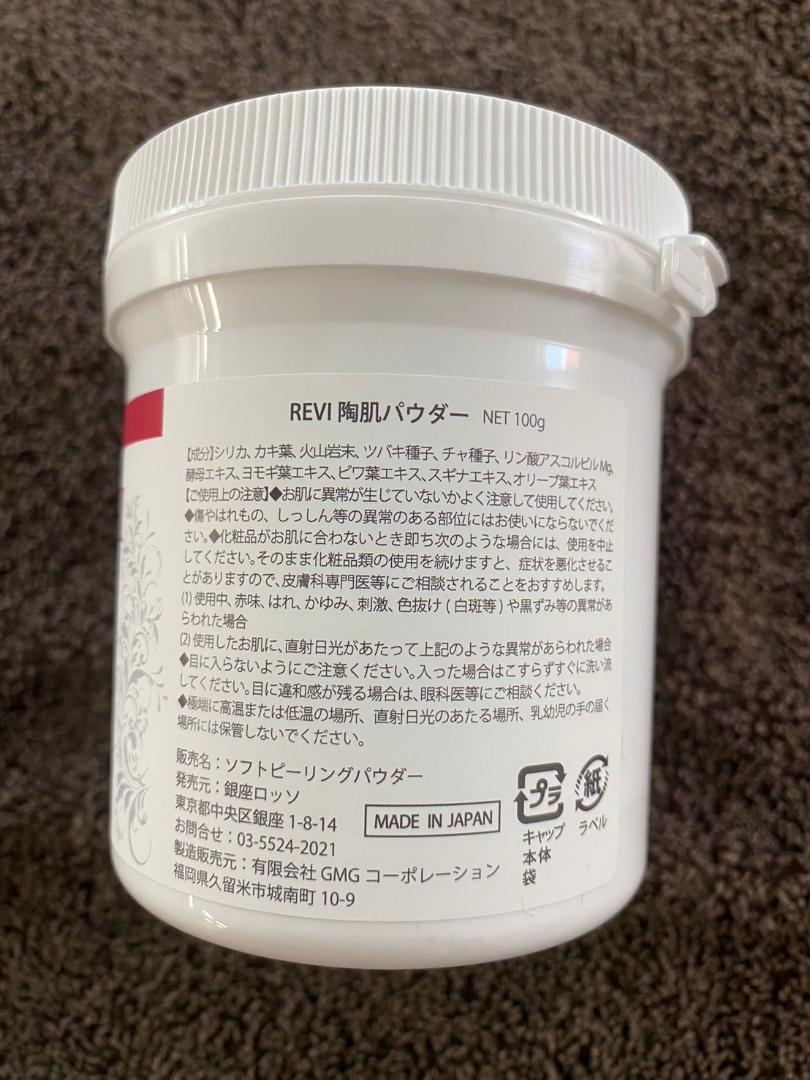 REVI 陶肌パウダー NET 100g
【成分】シリカ、カキ葉、火山岩末、ツバキ種子、チャ種子、リン酸アスコルビルMg、
酵母エキス、ヨモギ葉エキス、ビワ葉エキス、スギナエキス、オリーブ葉エキス
【ご使用上の注意】◆お肌に異常が生じていないかよく注意して使用してください。
◆傷やはれもの、しっしん等の異常のある部位にはお使いにならないでくだ
さい。◆化粧品がお肌に合わないとき即ち次のような場合には、使用を中止
してください。そのまま化粧品類の使用を続けますと、症状を悪化させるこ
とがありますので、皮膚科専門医等にご相談されることをおすすめします。
(1) 使用中、赤味、はれ、かゆみ、刺激、色抜け ( 白斑等 ) や黒ずみ等の異常があ
らわれた場合
(2) 使用したお肌に、直射日光があたって上記のような異常があらわれた場合
◆目に入らないようにご注意ください。入った場合はこすらずすぐに洗い流
してください。目に違和感が残る場合は、眼科医等にご相談ください。
◆極端に高温または低温の場所、直射日光のあたる場所、乳幼児の手の届く
場所には保管しないでください。
販売名：ソフトピーリングパウダー
発売元：銀座ロッソ
東京都中央区銀座 1-8-14
お問合せ：03-5524-2021
製造販売元：有限会社 GMG コーポレーション
福岡県久留米市城南町 10-9
MADE IN JAPAN
プラ
キャップ
本体
袋
紙
ラベル